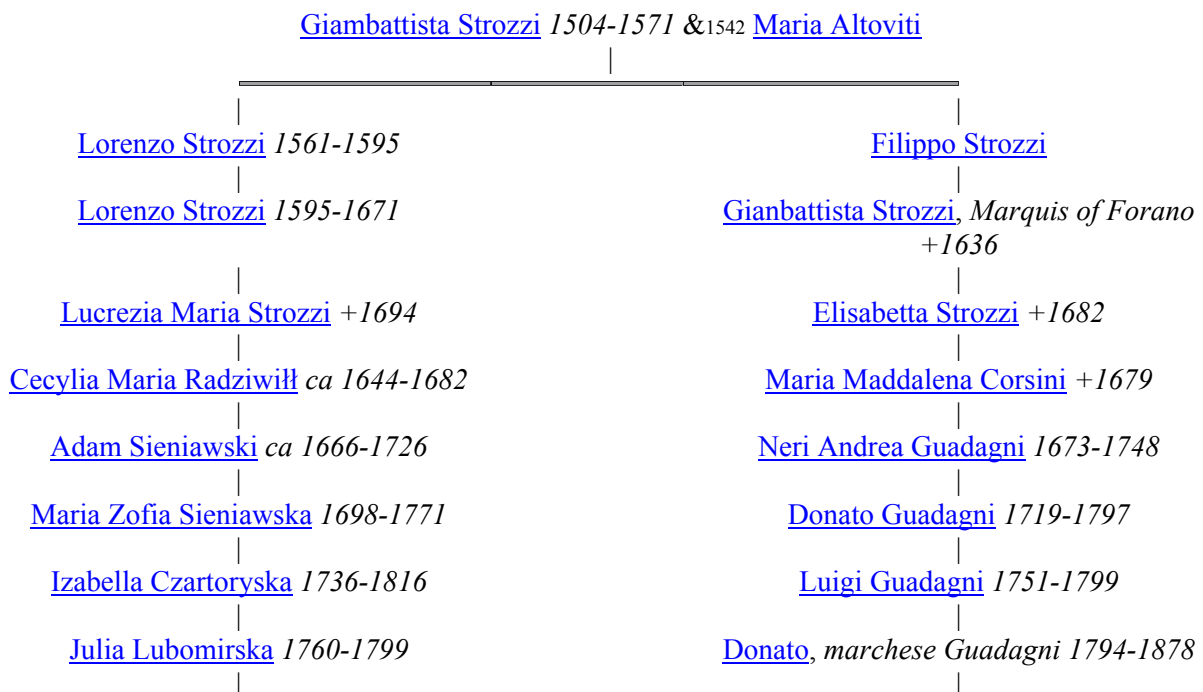 Giambattista Strozzi 1504-1571 &1542 Maria Altoviti
Lorenzo Strozzi 1561-1595
Filippo Strozzi
Lorenzo Strozzi 1595-1671
Gianbattista Strozzi, Marquis of Forano
+1636
Lucrezia Maria Strozzi +1694
Elisabetta Strozzi +1682
Cecylia Maria Radziwiłł ca 1644-1682
Maria Maddalena Corsini +1679
Adam Sieniawski ca 1666-1726
Neri Andrea Guadagni 1673-1748
Maria Zofia Sieniawska 1698-1771
Donato Guadagni 1719-1797
Izabella Czartoryska 1736-1816
Luigi Guadagni 1751-1799
Julia Lubomirska 1760-1799
Donato, marchese Guadagni 1794-1878